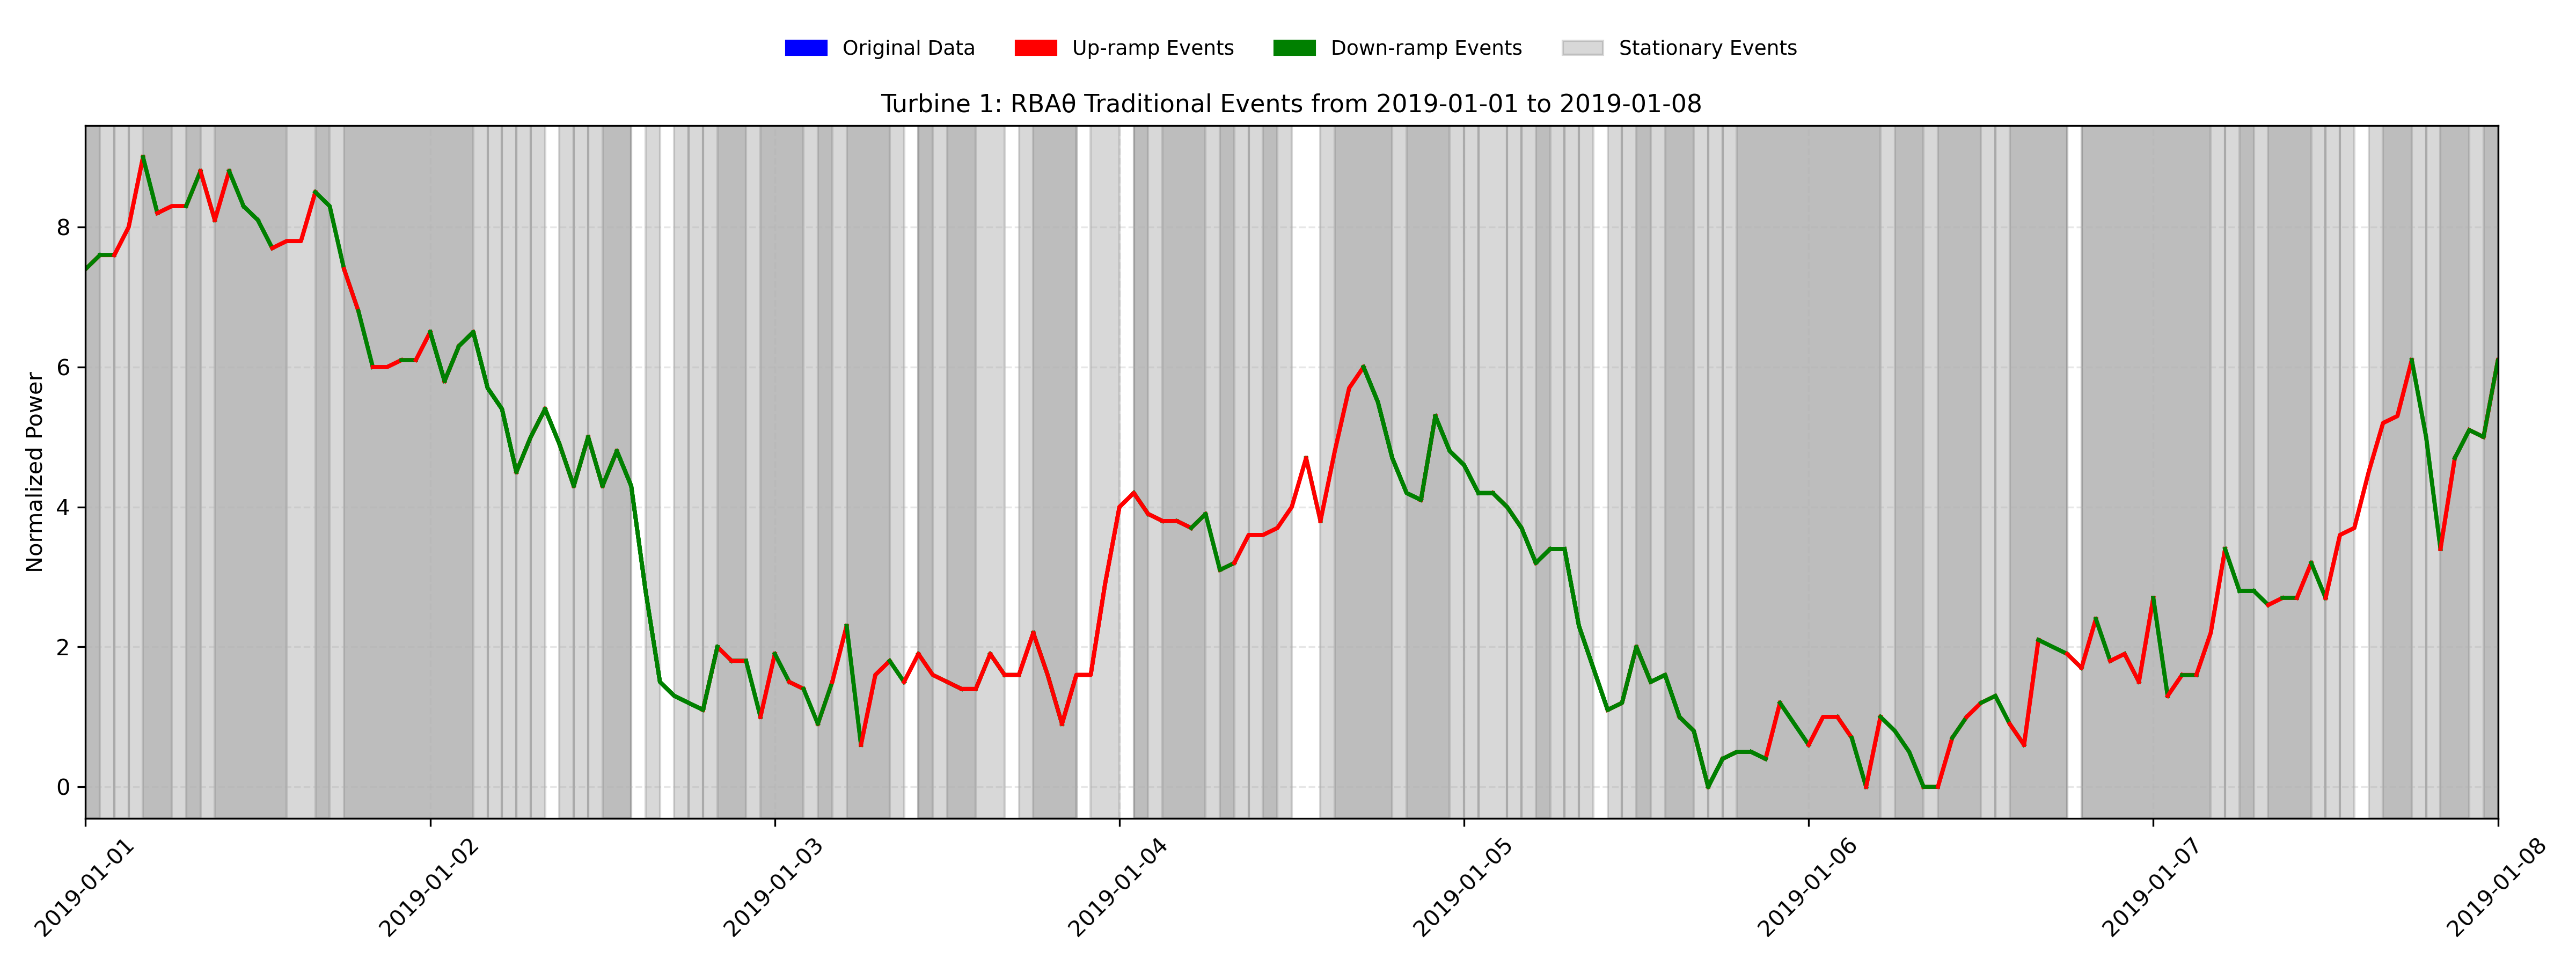 Original Data Up-ramp Events Down-ramp Events Stationary Events
Turbine 1: RBAθ Traditional Events from 2019-01-01 to 2019-01-08
Normalized Power
8
6
4
2
0
2019-01-01 2019-01-02 2019-01-03 2019-01-04 2019-01-05 2019-01-06 2019-01-07 2019-01-08